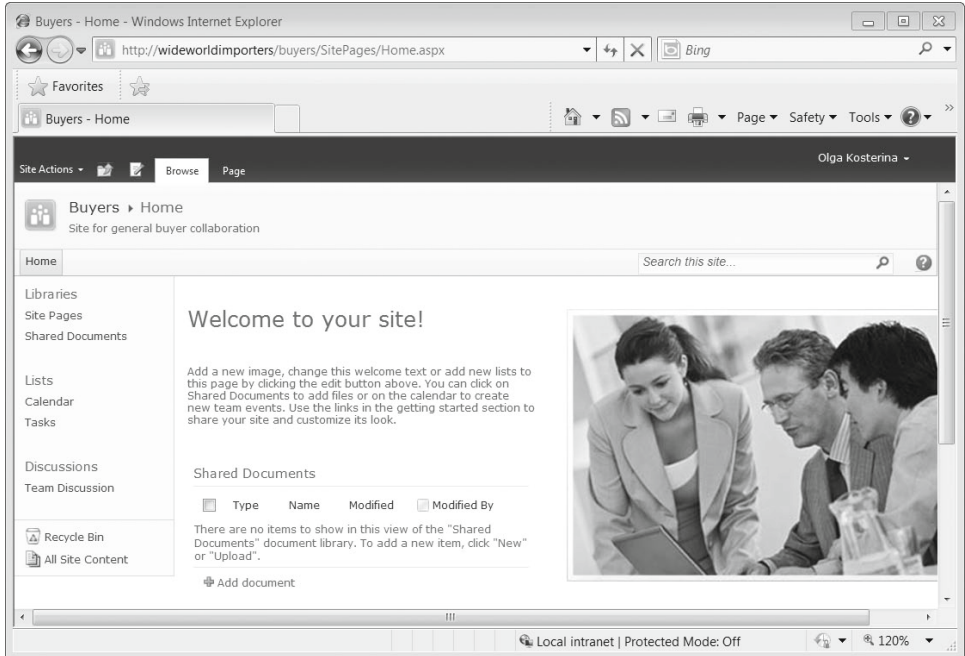 Buyers - Home - Windows Internet Explorer
http://wideworldimporters/buyers/SitePages/Home.aspx
Bing
Favorites
Buyers - Home
Page
Safety
Tools
Olga Kosterina
Site Actions
Browse
Page
Buyers
Home
Site for general buyer collaboration
Home
Search this site...
Libraries
Site Pages
Shared Documents
Lists
Calendar
Tasks
Discussions
Team Discussion
Recycle Bin
All Site Content
Welcome to your site!
Add a new image, change this welcome text or add new lists to
this page by clicking the edit button above. You can click on
Shared Documents to add files or on the calendar to create
new team events. Use the links in the getting started section to
share your site and customize its look.
Shared Documents
Type Name Modified Modified By
There are no items to show in this view of the "Shared
Documents" document library. To add a new item, click "New"
or "Upload".
Add document
Local intranet | Protected Mode: Off
120%